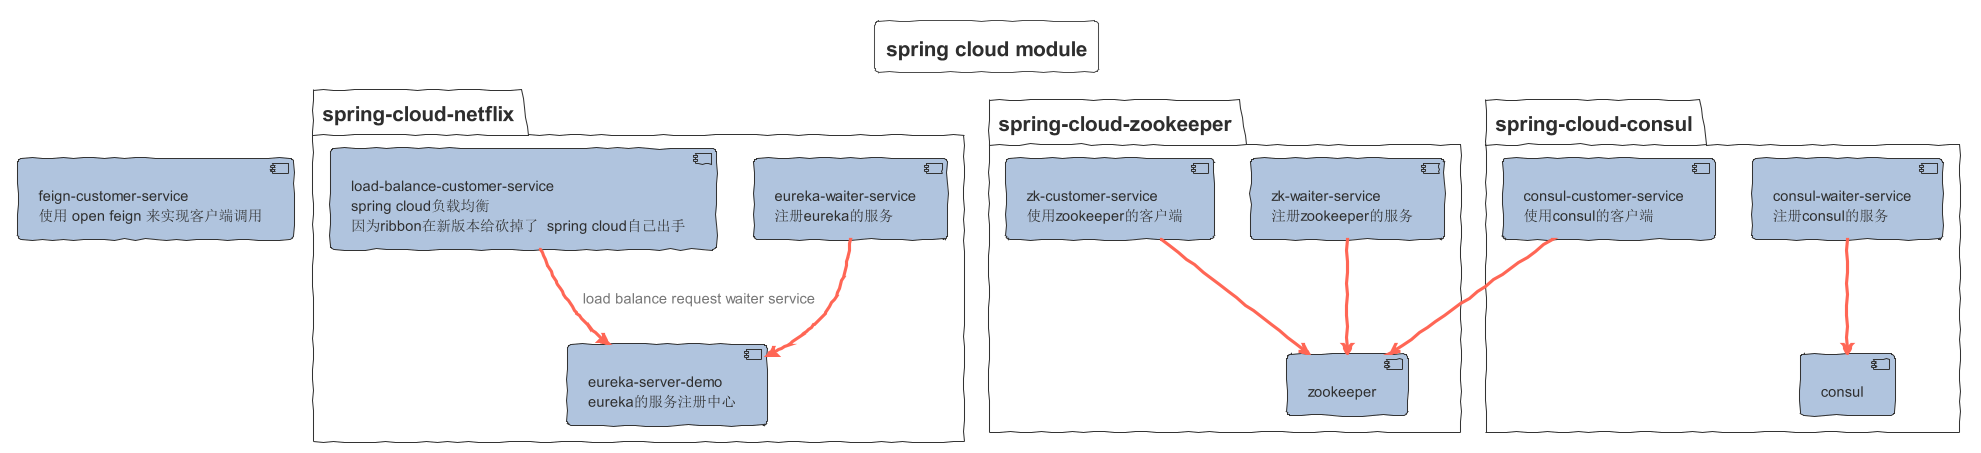 spring cloud module
feign-customer-service
使用 open feign 来实现客户端调用
spring-cloud-netflix
load-balance-customer-service
spring cloud负载均衡
因为ribbon在新版本给砍掉了 spring cloud自己出手
eureka-waiter-service
注册eureka的服务
load balance request waiter service
eureka-server-demo
eureka的服务注册中心
spring-cloud-zookeeper
zk-customer-service
使用zookeeper的客户端
zk-waiter-service
注册zookeeper的服务
zookeeper
spring-cloud-consul
consul-customer-service
使用consul的客户端
consul-waiter-service
注册consul的服务
consul